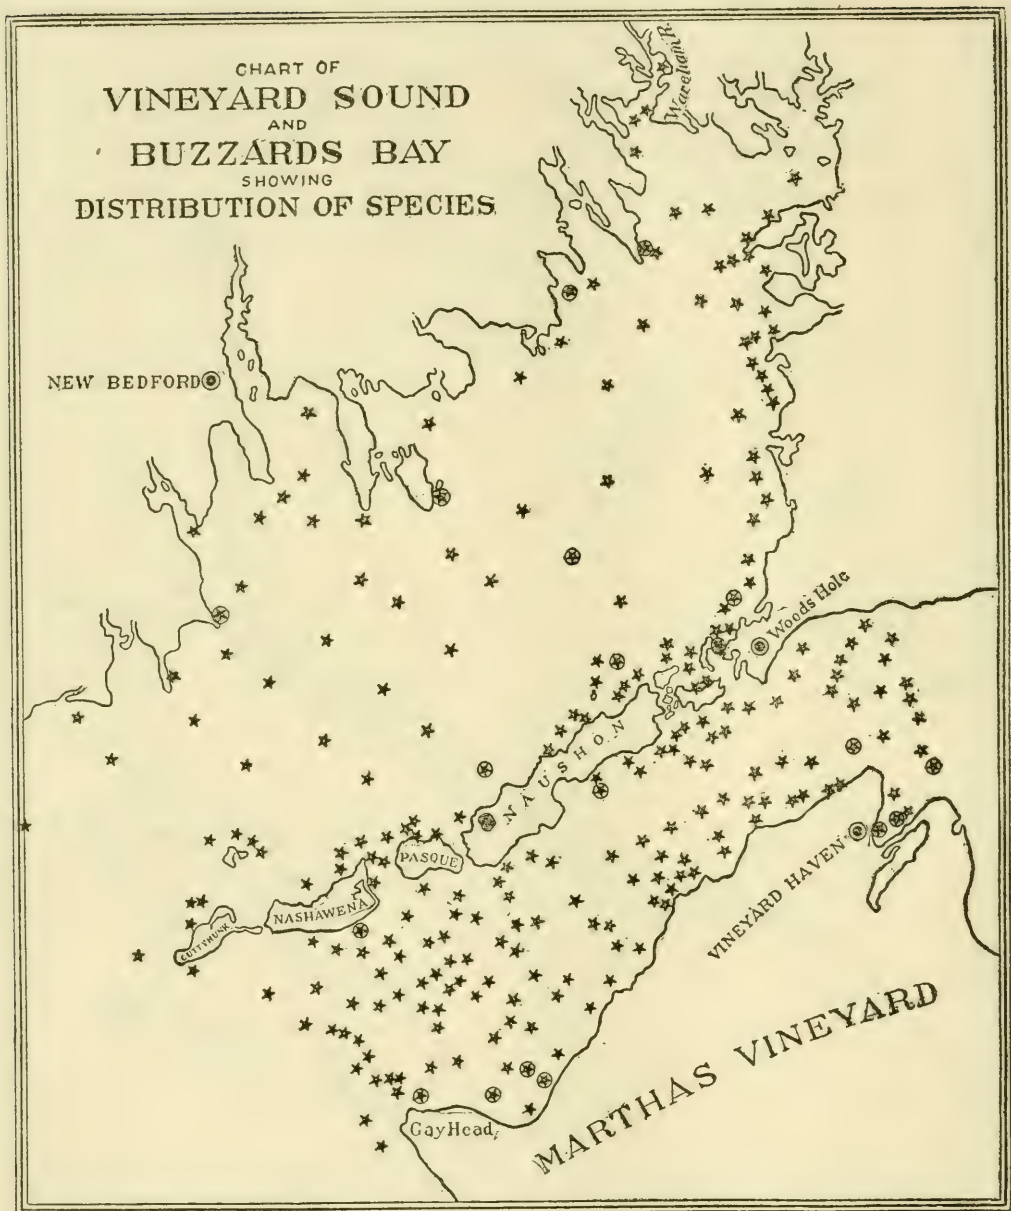 CHART OF
VINEYARD SOUND
AND
BUZZARDS BAY
SHOWING
DISTRIBUTION OF SPECIES
Wareham R.
NEW BEDFORD
Woods Hole
NAUSHON
PASQUE
NASHAWENA
CUTTYHUNK
VINEYARD HAVEN
MARTHAS VINEYARD
Gay Head